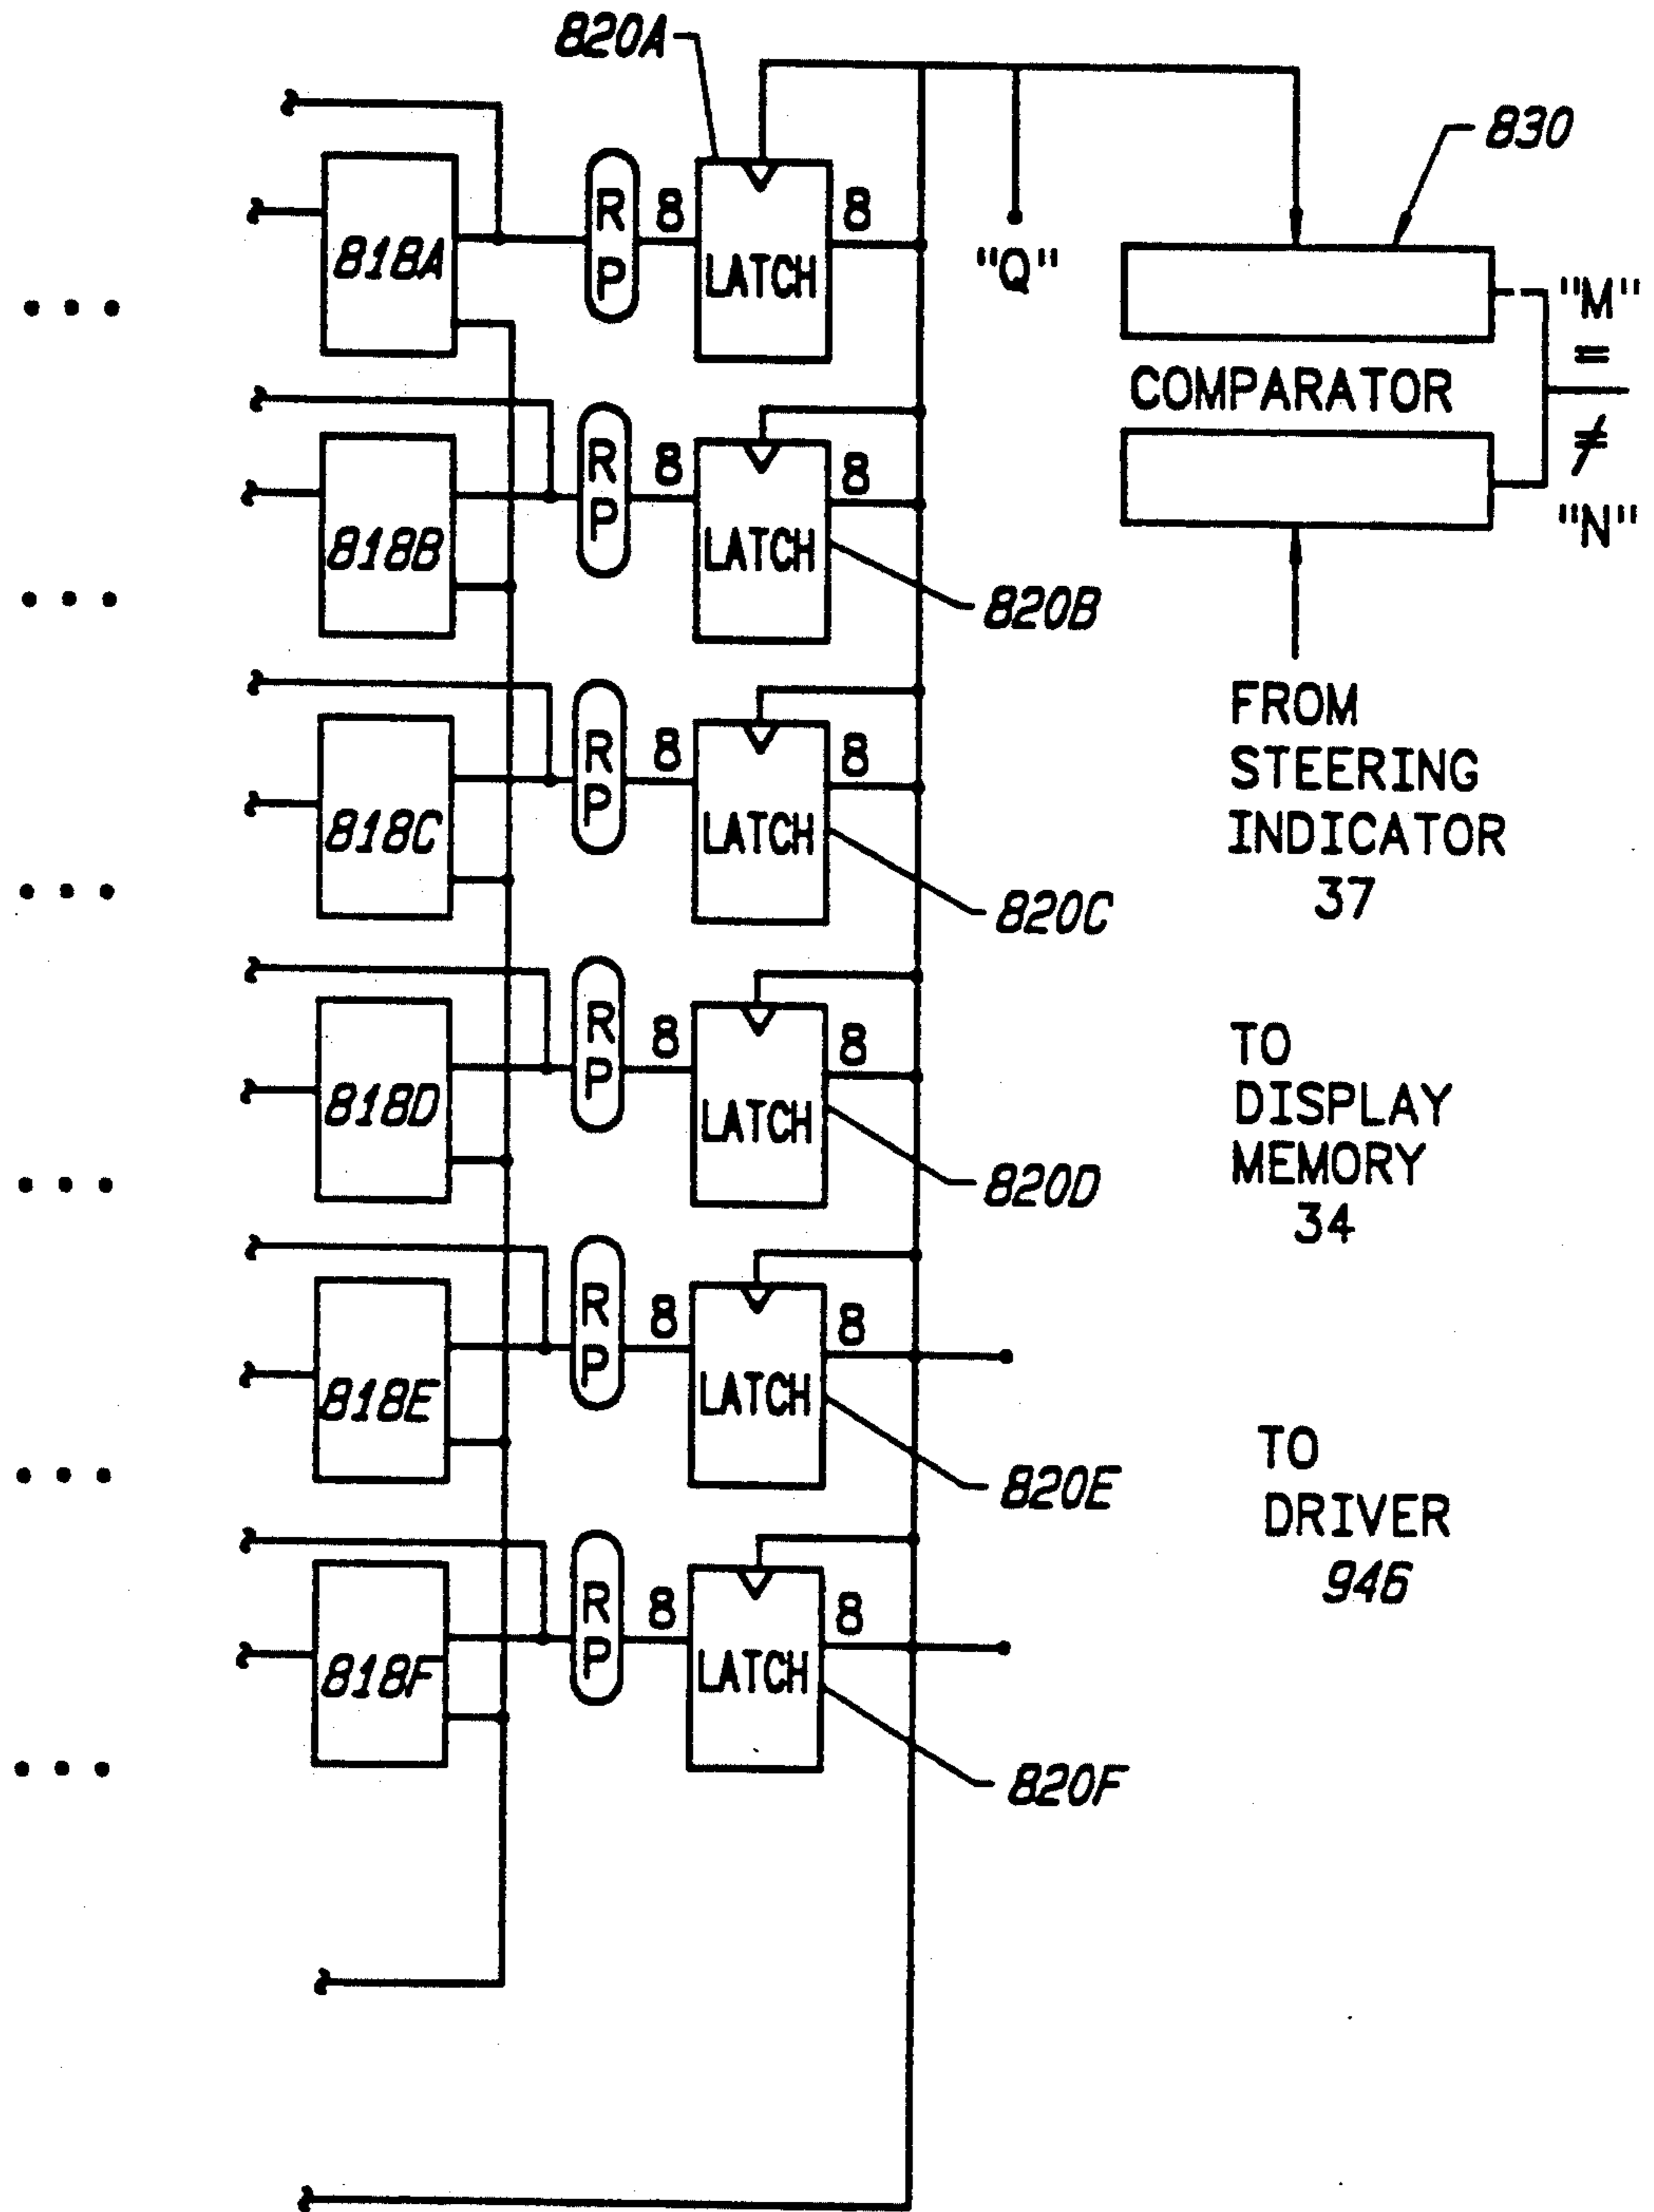 820A
830
R
P
8
8
818A
LATCH
"Q"
"M"
=
COMPARATOR
≠
"N"
R
P
8
8
818B
LATCH
820B
FROM
STEERING
INDICATOR
37
R
P
8
8
818C
LATCH
820C
R
P
8
8
818D
LATCH
820D
TO
DISPLAY
MEMORY
34
R
P
8
8
818E
LATCH
820E
TO
DRIVER
946
R
P
8
8
818F
LATCH
820F